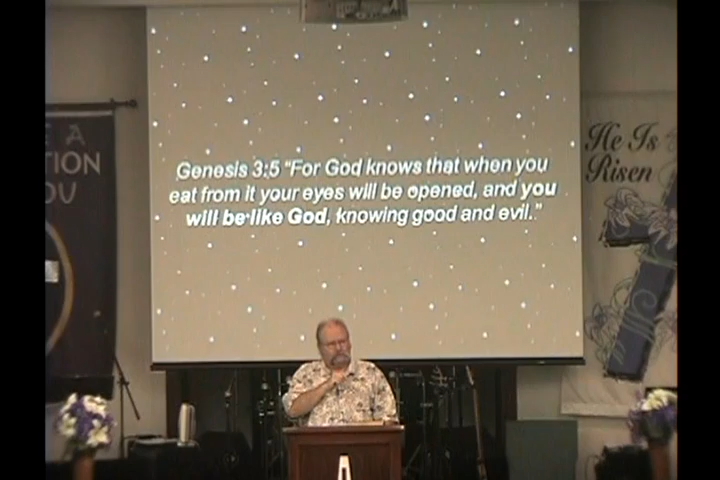 Genesis 3:5 “For God knows that when you
eat from it your eyes will be opened, and you
will be like God, knowing good and evil.”
He Is
Risen
E A
TION
OU
A